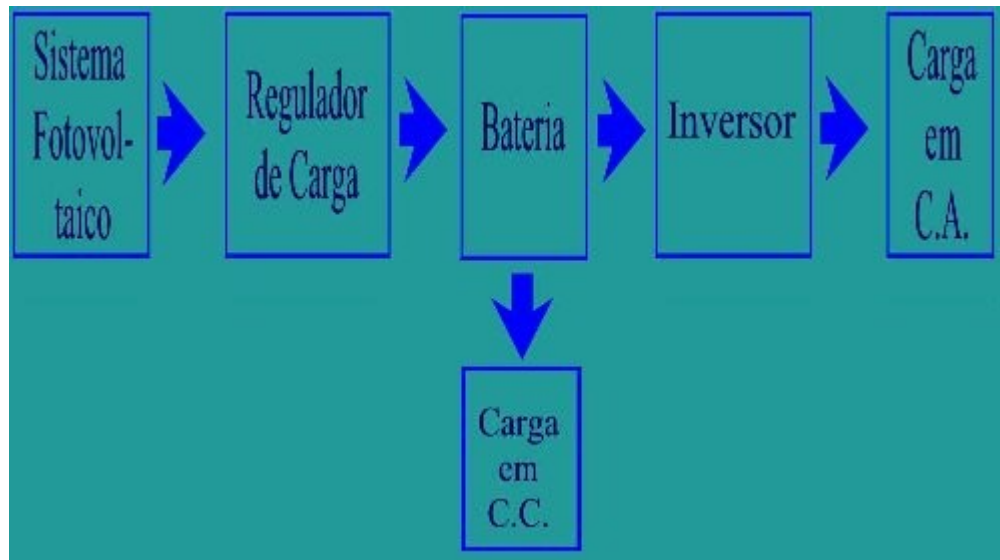 Sistema
Fotovol-
taico
Regulador
de Carga
Bateria
Inversor
Carga
em
C.A.
Carga
em
C.C.